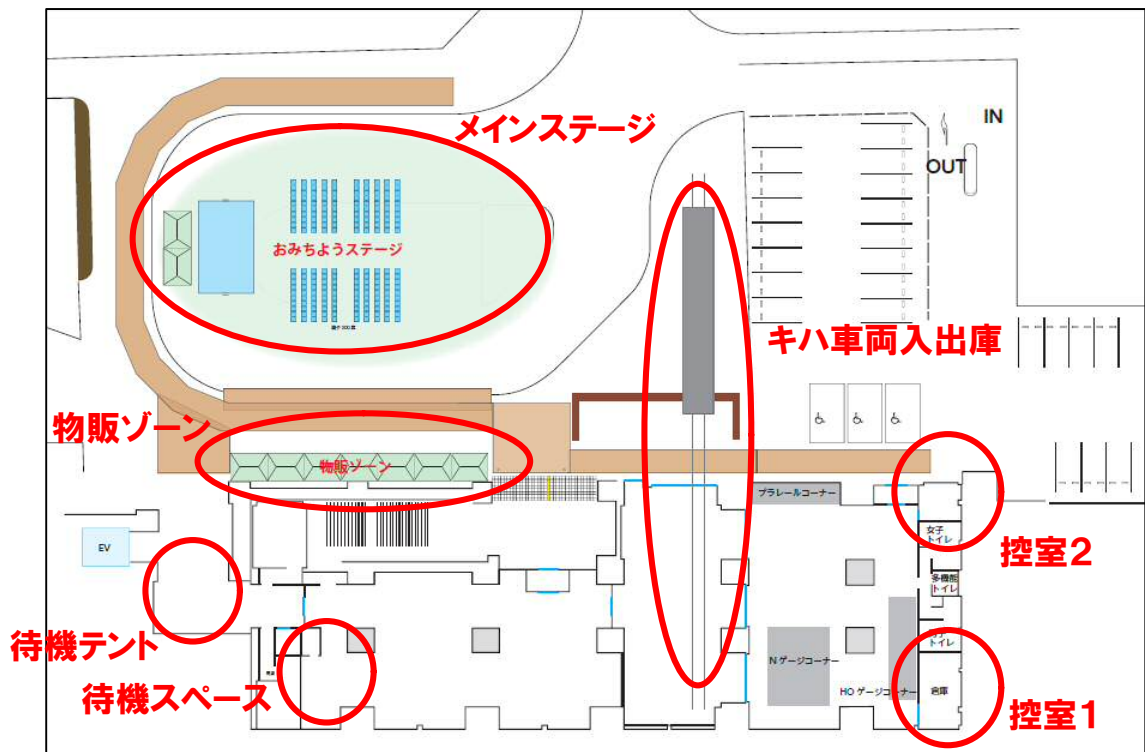 IN
メインステージ
OUT
おみちようステージ
キハ車両入出庫
物販ゾーン
物販ゾーン
プラレールコーナー
女子
トイレ
控室2
EV
多機能
トイレ
待機テント
トイレ
Nゲージコーナー
待機スペース
HOゲージコーナー
倉庫
控室1